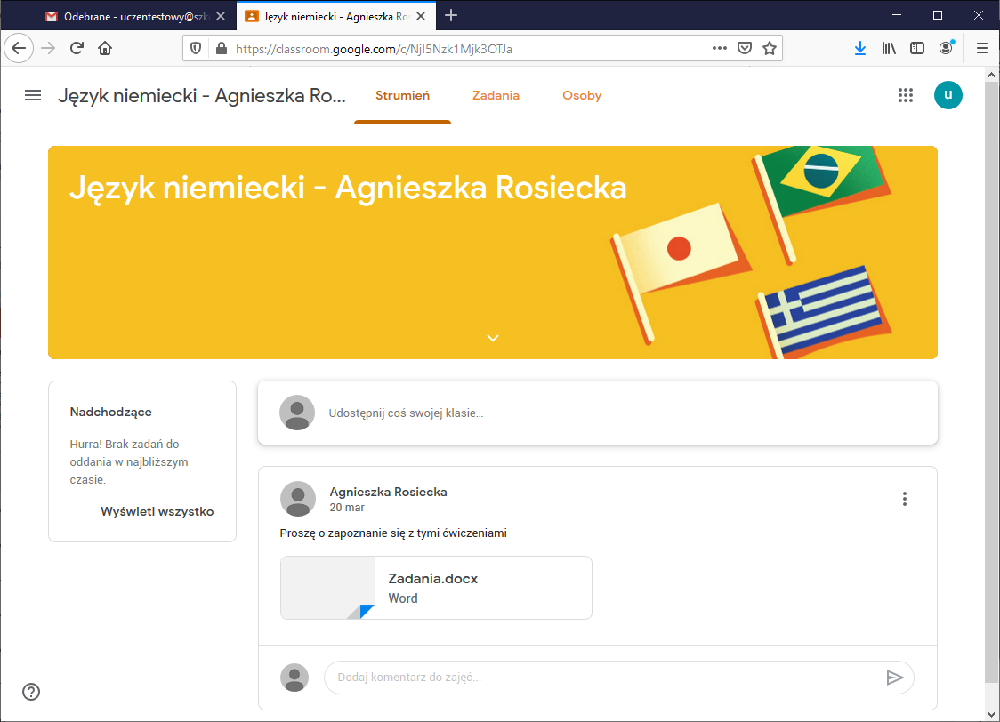 Odebrane - uczentestowy@szk
Język niemiecki - Agnieszka Ro
https://classroom.google.com/c/NjI5Nzk1Mjk3OTJa
Język niemiecki - Agnieszka Ro...
Strumień
Zadania
Osoby
u
Język niemiecki - Agnieszka Rosiecka
Nadchodzące
Hurra! Brak zadań do
oddania w najbliższym
czasie.
Wyświetl wszystko
Udostępnij coś swojej klasie...
Agnieszka Rosiecka
20 mar
Proszę o zapoznanie się z tymi ćwiczeniami
Zadania.docx
Word
Dodaj komentarz do zajęć...